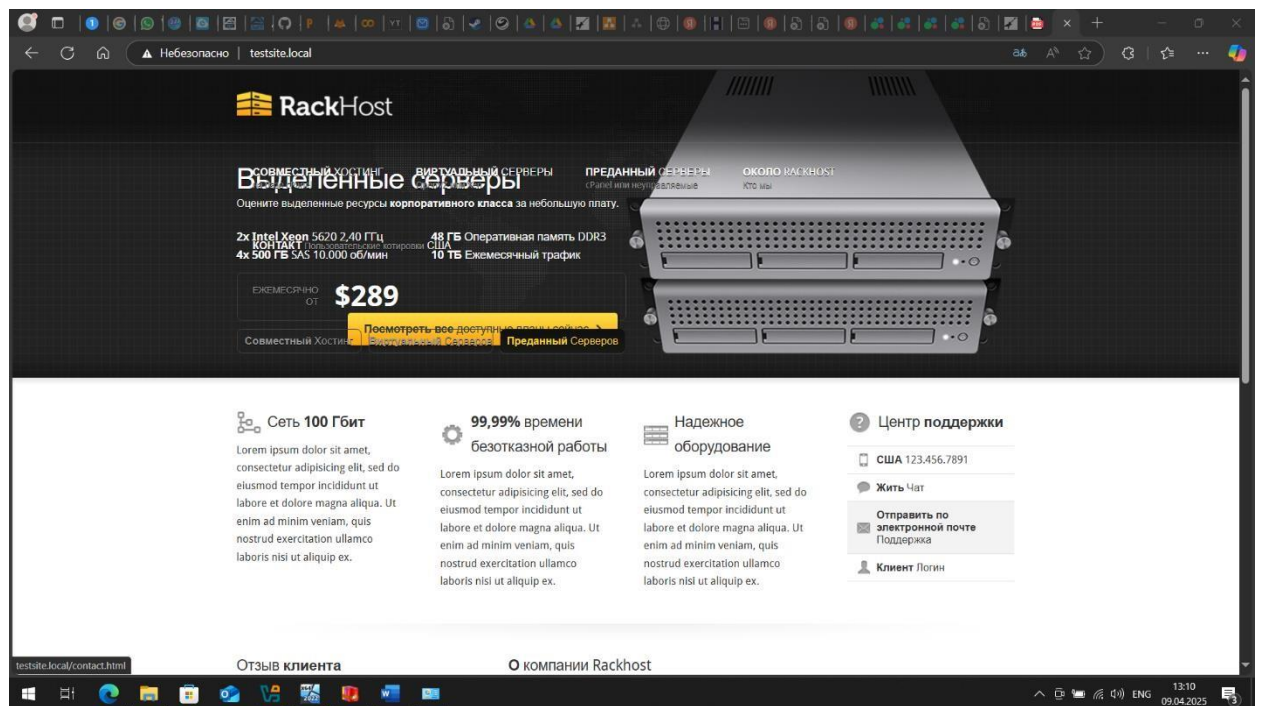 Небезопасно | testsite.local
RackHost
СОВМЕСТНЫЙ ХОСТИНГ ВИРТУАЛЬНЫЙ СЕРВЕРЫ ПРЕДАННЫЙ СЕРВЕРЫ ОКОЛО RACKHOST
cPanel или неуправляемые Кто мы
Выделенные серверы
Оцените выделенные ресурсы корпоративного класса за небольшую плату.
2x Intel Xeon 5620 2,40 ГГц 48 ГБ Оперативная память DDR3
КОНТАКТ Пользовательские котировки США
4x 500 ГБ SAS 10.000 об/мин 10 ТБ Ежемесячный трафик
ЕЖЕМЕСЯЧНО
ОТ $289
Посмотреть все доступные планы сейчас
Совместный Хостинг Виртуальный Серверов Преданный Серверов
Сеть 100 Гбит
Lorem ipsum dolor sit amet,
consectetur adipisicing elit, sed do
eiusmod tempor incididunt ut
labore et dolore magna aliqua. Ut
enim ad minim veniam, quis
nostrud exercitation ullamco
laboris nisi ut aliquip ex.
99,99% времени
безотказной работы
Lorem ipsum dolor sit amet,
consectetur adipisicing elit, sed do
eiusmod tempor incididunt ut
labore et dolore magna aliqua. Ut
enim ad minim veniam, quis
nostrud exercitation ullamco
laboris nisi ut aliquip ex.
Надежное
оборудование
Lorem ipsum dolor sit amet,
consectetur adipisicing elit, sed do
eiusmod tempor incididunt ut
labore et dolore magna aliqua. Ut
enim ad minim veniam, quis
nostrud exercitation ullamco
laboris nisi ut aliquip ex.
Центр поддержки
США 123.456.7891
Жить Чат
Отправить по
электронной почте
Поддержка
Клиент Логин
Отзыв клиента
О компании Rackhost
testsite.local/contact.html
ENG
13:10
09.04.2025